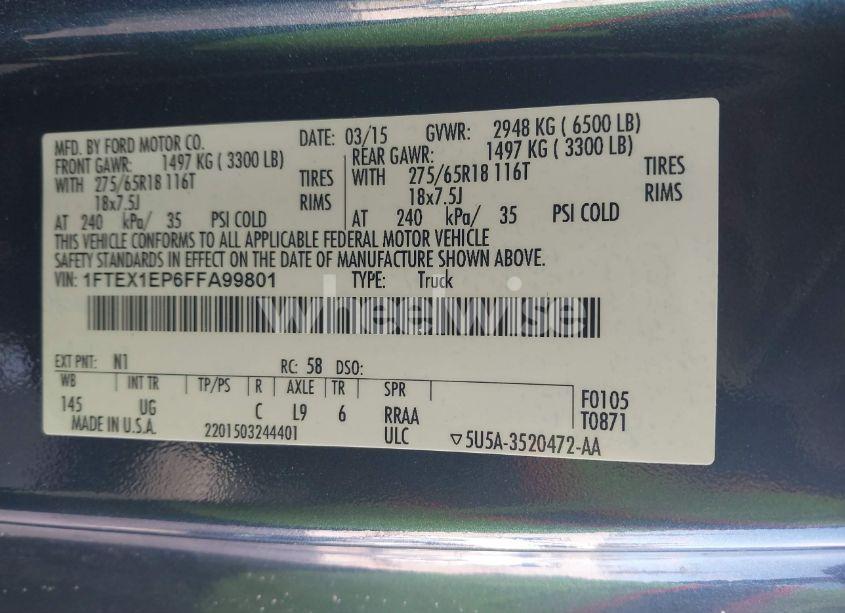 MFD. BY FORD MOTOR CO. DATE: 03/15 GVWR: 2948 KG ( 6500 LB)
FRONT GAWR: 1497 KG ( 3300 LB) REAR GAWR: 1497 KG ( 3300 LB)
WITH 275/65R18 116T TIRES WITH 275/65R18 116T TIRES
18x7.5J RIMS 18x7.5J RIMS
AT 240 kPa/ 35 PSI COLD AT 240 kPa/ 35 PSI COLD
THIS VEHICLE CONFORMS TO ALL APPLICABLE FEDERAL MOTOR VEHICLE
SAFETY STANDARDS IN EFFECT ON THE DATE OF MANUFACTURE SHOWN ABOVE.
VIN: 1FTEX1EP6FFA99801 TYPE: Truck
Wheelwise
EXT PNT: N1 RC: 58 DSO:
WB INT TR TP/PS R AXLE TR SPR F0105
145 UG C L9 6 RRAA T0871
MADE IN U.S.A. 2201503244401 ULC ▽5U5A-3520472-AA